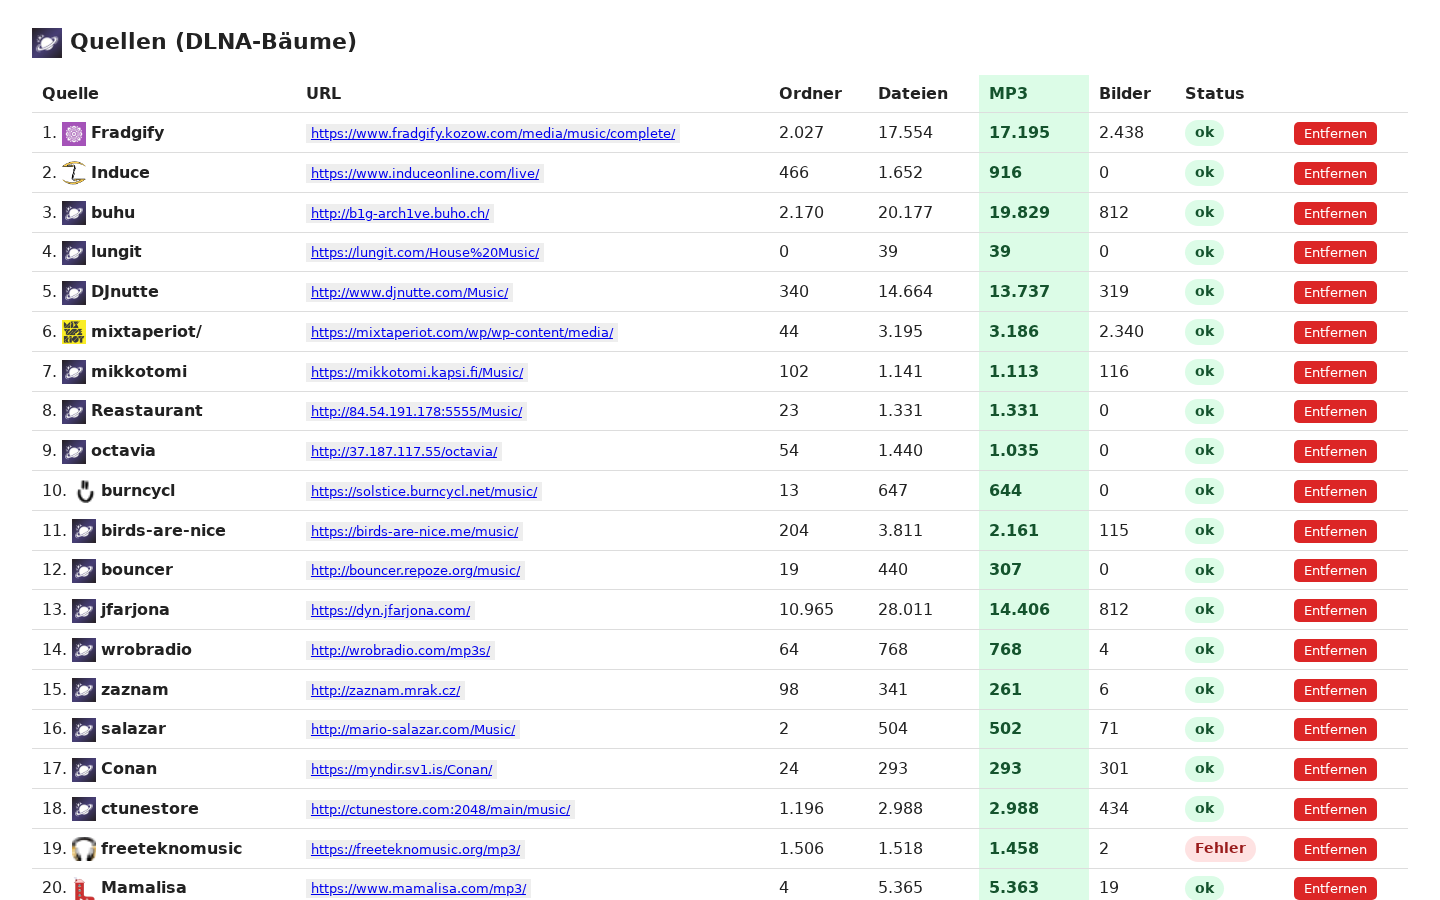 Quellen (DLNA-Bäume)
Quelle URL Ordner Dateien MP3 Bilder Status
1. Fradgify https://www.fradgify.kozow.com/media/music/complete/ 2.027 17.554 17.195 2.438 ok Entfernen
2. Induce https://www.induceonline.com/live/ 466 1.652 916 0 ok Entfernen
3. buhu http://b1g-arch1ve.buho.ch/ 2.170 20.177 19.829 812 ok Entfernen
4. lungit https://lungit.com/House%20Music/ 0 39 39 0 ok Entfernen
5. DJnutte http://www.djnutte.com/Music/ 340 14.664 13.737 319 ok Entfernen
6. MIX TAPE RIOT mixtaperiot/ https://mixtaperiot.com/wp/wp-content/media/ 44 3.195 3.186 2.340 ok Entfernen
7. mikkotomi https://mikkotomi.kapsi.fi/Music/ 102 1.141 1.113 116 ok Entfernen
8. Reastaurant http://84.54.191.178:5555/Music/ 23 1.331 1.331 0 ok Entfernen
9. octavia http://37.187.117.55/octavia/ 54 1.440 1.035 0 ok Entfernen
10. burncycl https://solstice.burncycl.net/music/ 13 647 644 0 ok Entfernen
11. birds-are-nice https://birds-are-nice.me/music/ 204 3.811 2.161 115 ok Entfernen
12. bouncer http://bouncer.repoze.org/music/ 19 440 307 0 ok Entfernen
13. jfarjona https://dyn.jfarjona.com/ 10.965 28.011 14.406 812 ok Entfernen
14. wrobradio http://wrobradio.com/mp3s/ 64 768 768 4 ok Entfernen
15. zaznam http://zaznam.mrak.cz/ 98 341 261 6 ok Entfernen
16. salazar http://mario-salazar.com/Music/ 2 504 502 71 ok Entfernen
17. Conan https://myndir.sv1.is/Conan/ 24 293 293 301 ok Entfernen
18. ctunestore http://ctunestore.com:2048/main/music/ 1.196 2.988 2.988 434 ok Entfernen
19. freeteknomusic https://freeteknomusic.org/mp3/ 1.506 1.518 1.458 2 Fehler Entfernen
20. Mamalisa https://www.mamalisa.com/mp3/ 4 5.365 5.363 19 ok Entfernen